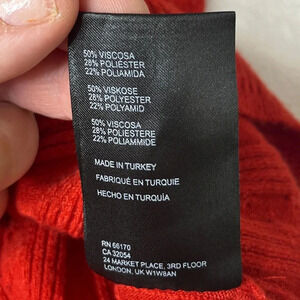 50% VISCOSA
28% POLIESTER
22% POLIAMIDA
50% VISKOSE
28% POLYESTER
22% POLYAMID
50% VISCOSA
28% POLIESTERE
22% POLIAMMIDE
MADE IN TURKEY
FABRIQUÉ EN TURQUIE
HECHO EN TURQUÍA
RN 66170
CA 32054
24 MARKET PLACE, 3RD FLOOR
LONDON, UK W1W8AN